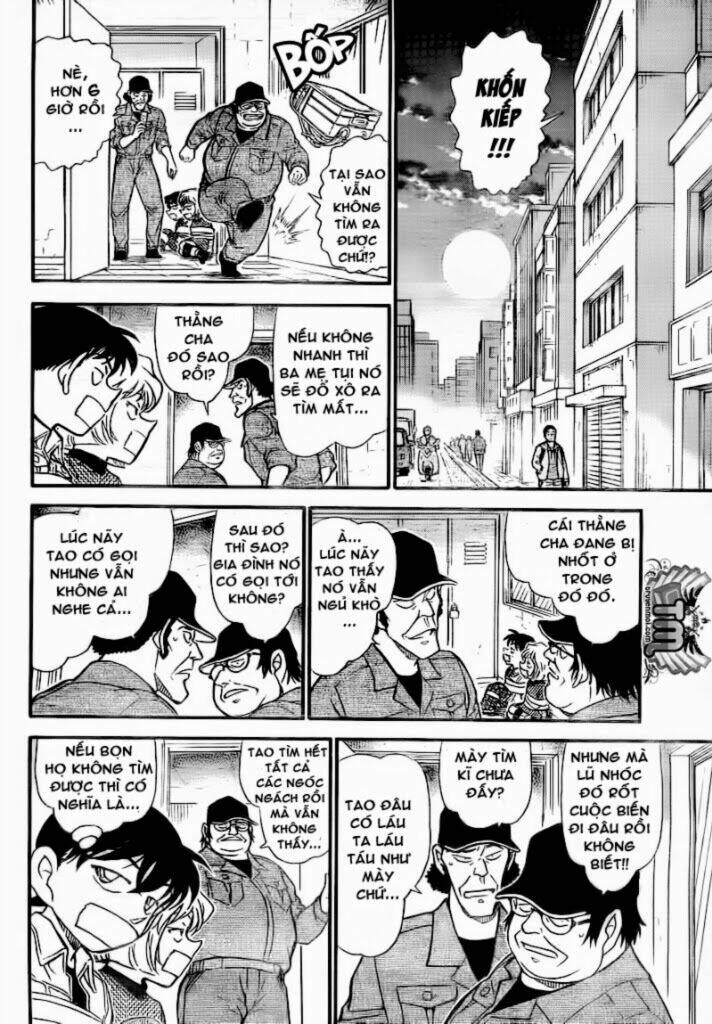 KHỐN
KIẾP
!!!
BỐP
NÈ,
HƠN 6
GIỜ RỒI
...
TẠI SAO
VẪN
KHÔNG
TÌM RA
ĐƯỢC
CHỨ!?
NẾU KHÔNG
NHANH THÌ
BA MẸ TỤI NÓ
SẼ ĐỔ XÔ RA
TÌM MẤT...
THẰNG
CHA
ĐÓ SAO
RỒI?
CÁI THẰNG
CHA ĐANG BỊ
NHỐT Ở
TRONG
ĐÓ ĐÓ.
À...
LÚC NÃY
TAO THẤY
NÓ VẪN
NGỦ KHÒ
SAU ĐÓ
THÌ SAO?
GIA ĐÌNH NÓ
CÓ GỌI TỚI
KHÔNG?
LÚC NÃY
TAO CÓ GỌI
NHƯNG VẪN
KHÔNG AI
NGHE CẢ...
NHƯNG MÀ
LŨ NHÓC
ĐÓ RỐT
CUỘC BIẾN
ĐI ĐÂU RỒI
KHÔNG
BIẾT!!
MÀY TÌM
KĨ CHƯA
ĐẤY?
TAO ĐÂU
CÓ LẤU
TA LẤU
TẤU NHƯ
MÀY
CHỨ...
TAO TÌM HẾT
TẤT CẢ
CÁC NGÓC
NGÁCH RỒI
MÀ VẪN
KHÔNG
THẤY...
NẾU BỌN
HỌ KHÔNG TÌM
ĐƯỢC THÌ CÓ
NGHĨA LÀ...
TM